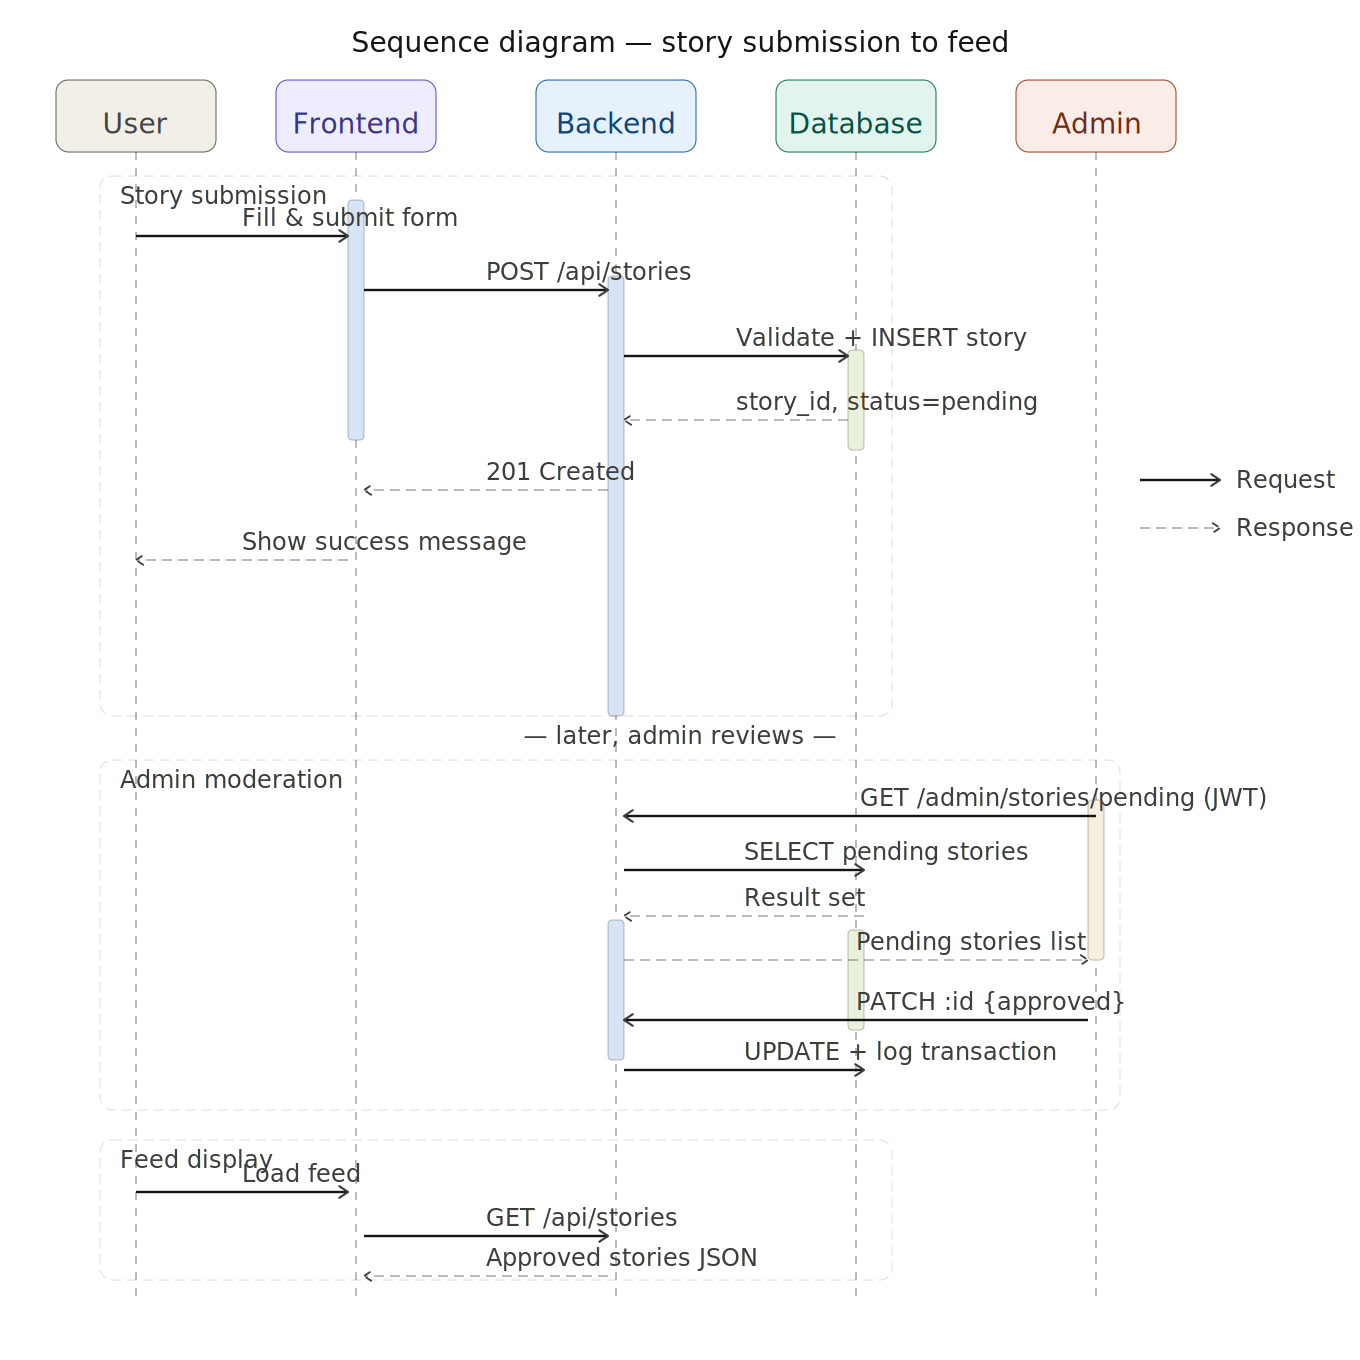 Sequence diagram — story submission to feed
User
Frontend
Backend
Database
Admin
Story submission
Fill & submit form
POST /api/stories
Validate + INSERT story
story_id, status=pending
201 Created
Request
Response
Show success message
— later, admin reviews —
Admin moderation
GET /admin/stories/pending (JWT)
SELECT pending stories
Result set
Pending stories list
PATCH :id {approved}
UPDATE + log transaction
Feed display
Load feed
GET /api/stories
Approved stories JSON